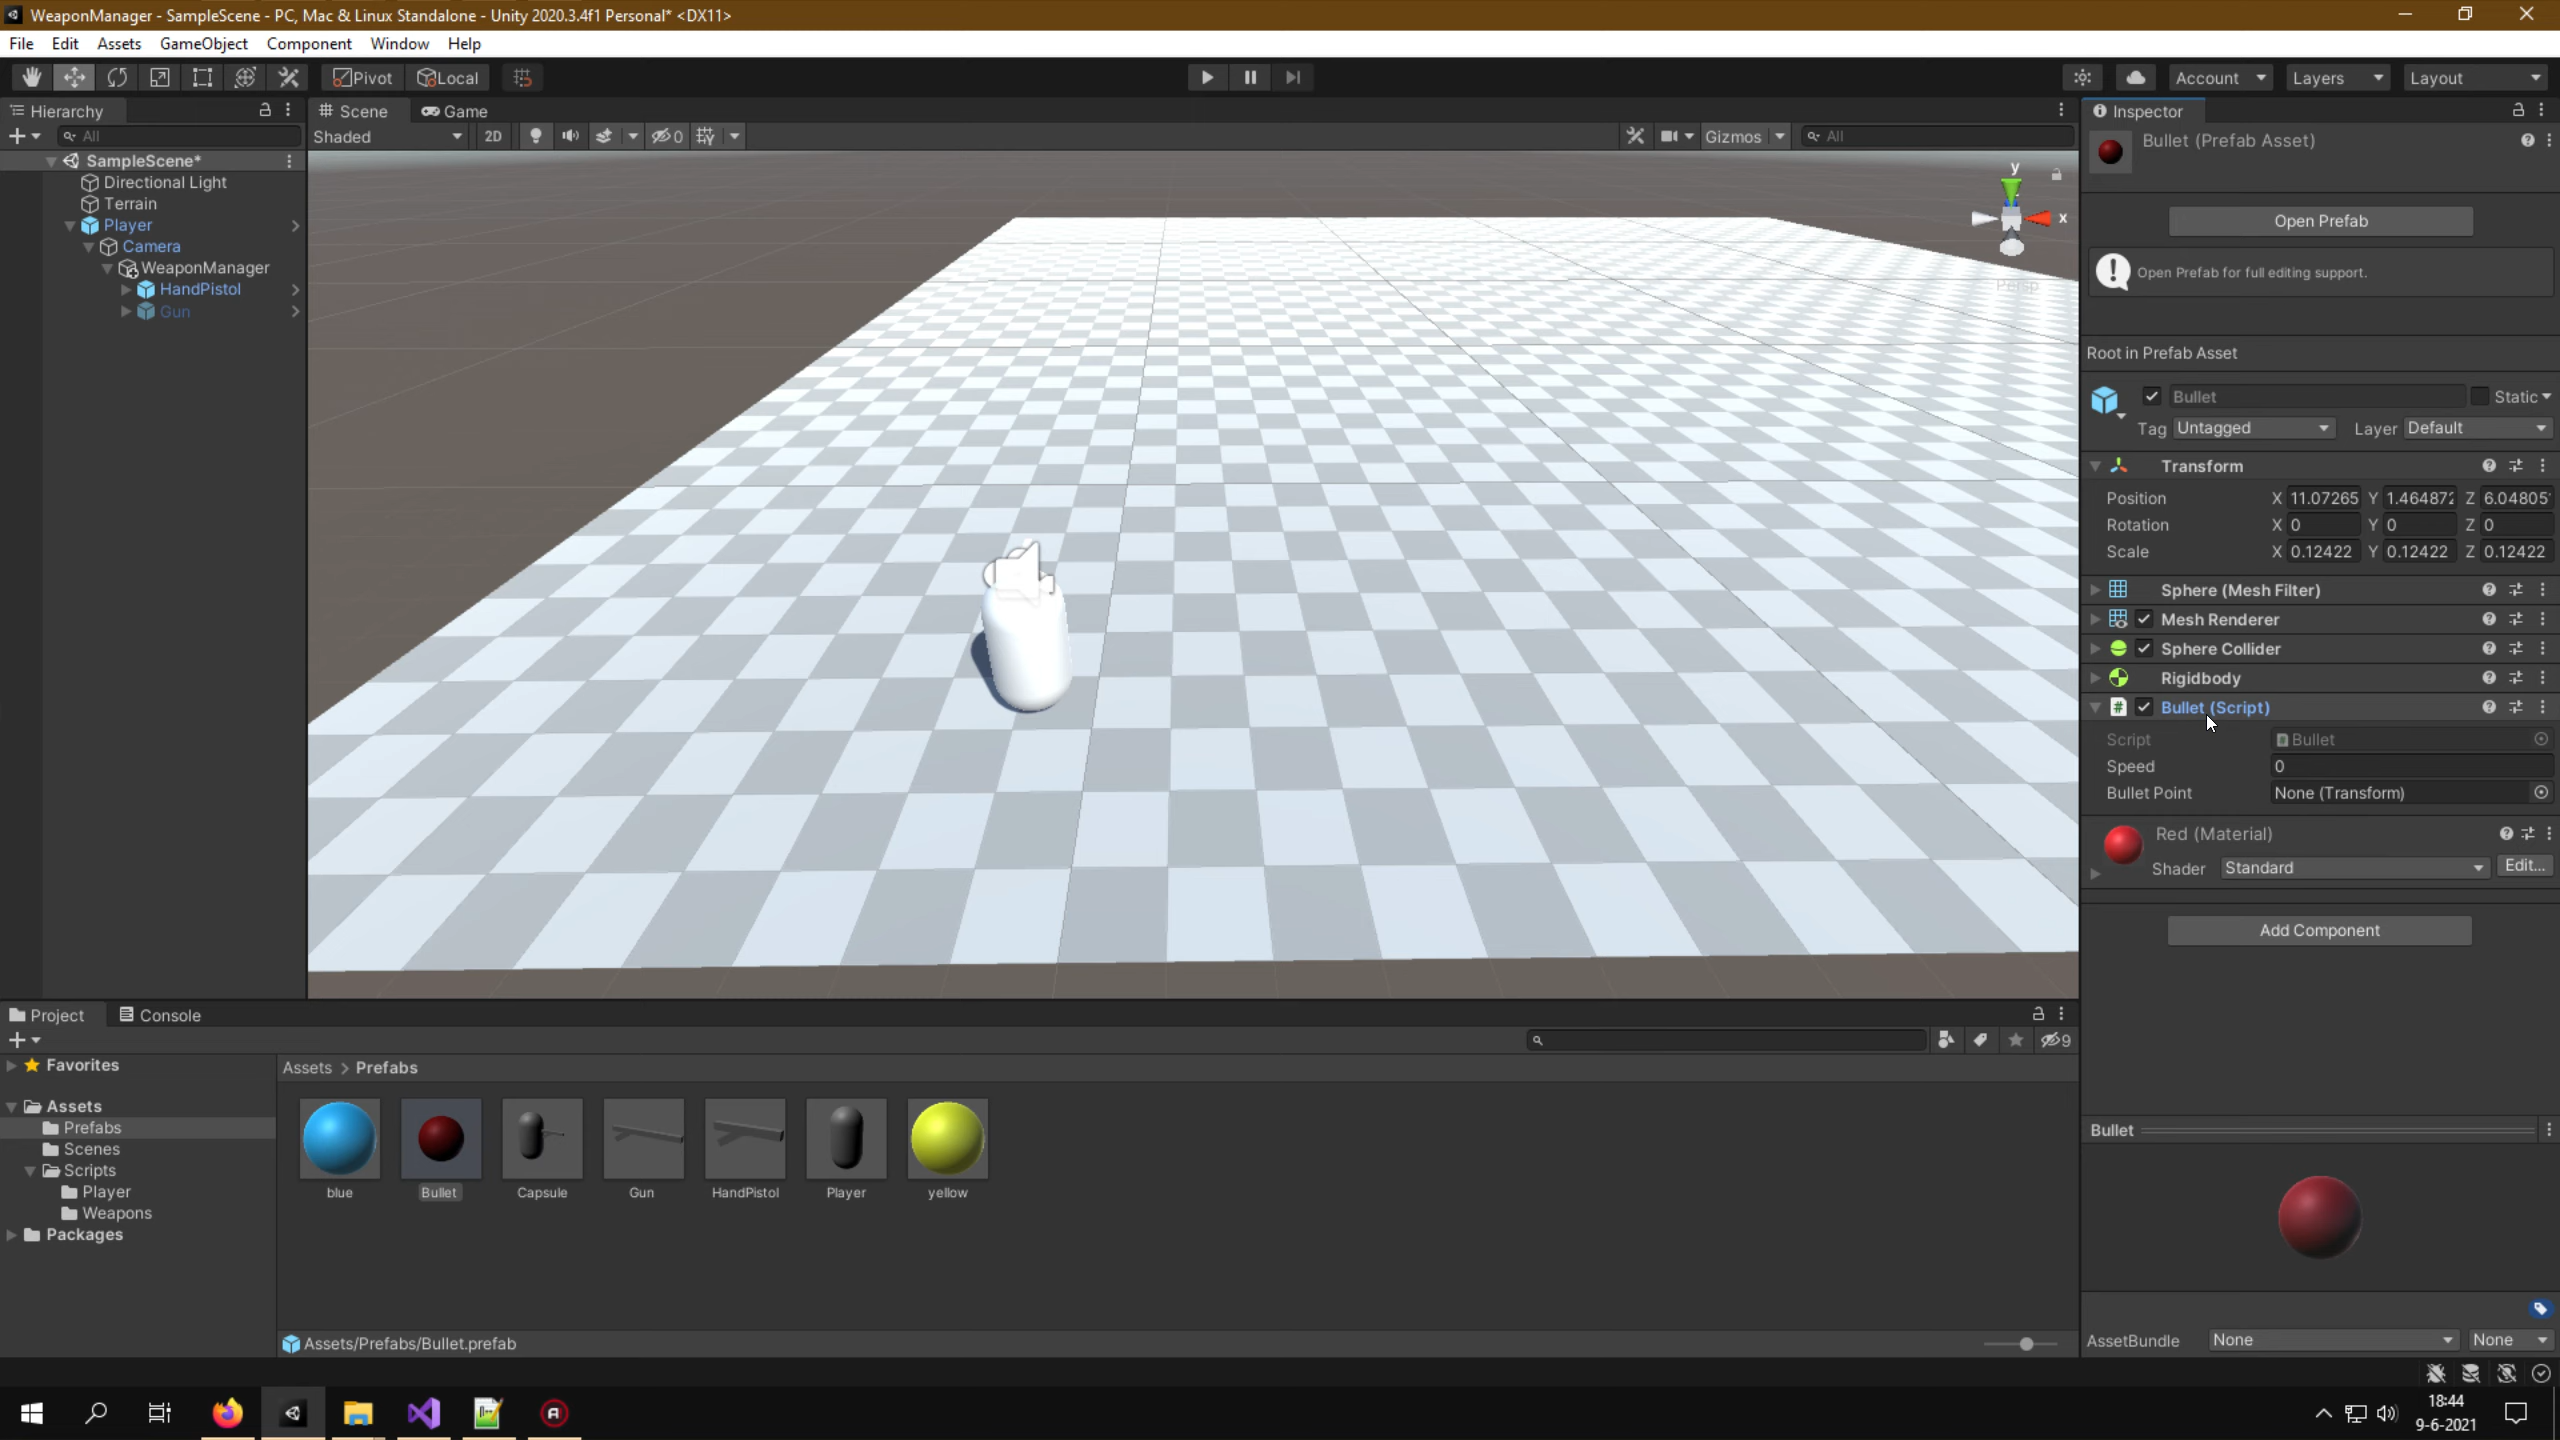 WeaponManager - SampleScene - PC, Mac & Linux Standalone - Unity 2020.3.4f1 Personal* <DX11>
File Edit Assets GameObject Component Window Help
Pivot Local Account Layers Layout
Hierarchy Scene Game Inspector
All Shaded 2D 0 Gizmos All
Bullet (Prefab Asset)
SampleScene*
Directional Light
Terrain
Player
Camera
WeaponManager
HandPistol
Gun
y
x
Persp
Open Prefab
Open Prefab for full editing support.
Root in Prefab Asset
Bullet Static
Tag Untagged Layer Default
Transform
Position X 11.07265 Y 1.464872 Z 6.04805
Rotation X 0 Y 0 Z 0
Scale X 0.12422 Y 0.12422 Z 0.12422
Sphere (Mesh Filter)
Mesh Renderer
Sphere Collider
Rigidbody
# Bullet (Script)
Script Bullet
Speed 0
Bullet Point None (Transform)
Red (Material)
Shader Standard Edit...
Add Component
Project Console
9
Favorites
Assets
Prefabs
Scenes
Scripts
Player
Weapons
Packages
Assets > Prefabs
blue Bullet Capsule Gun HandPistol Player yellow
Assets/Prefabs/Bullet.prefab
Bullet
AssetBundle None None
18:44
9-6-2021